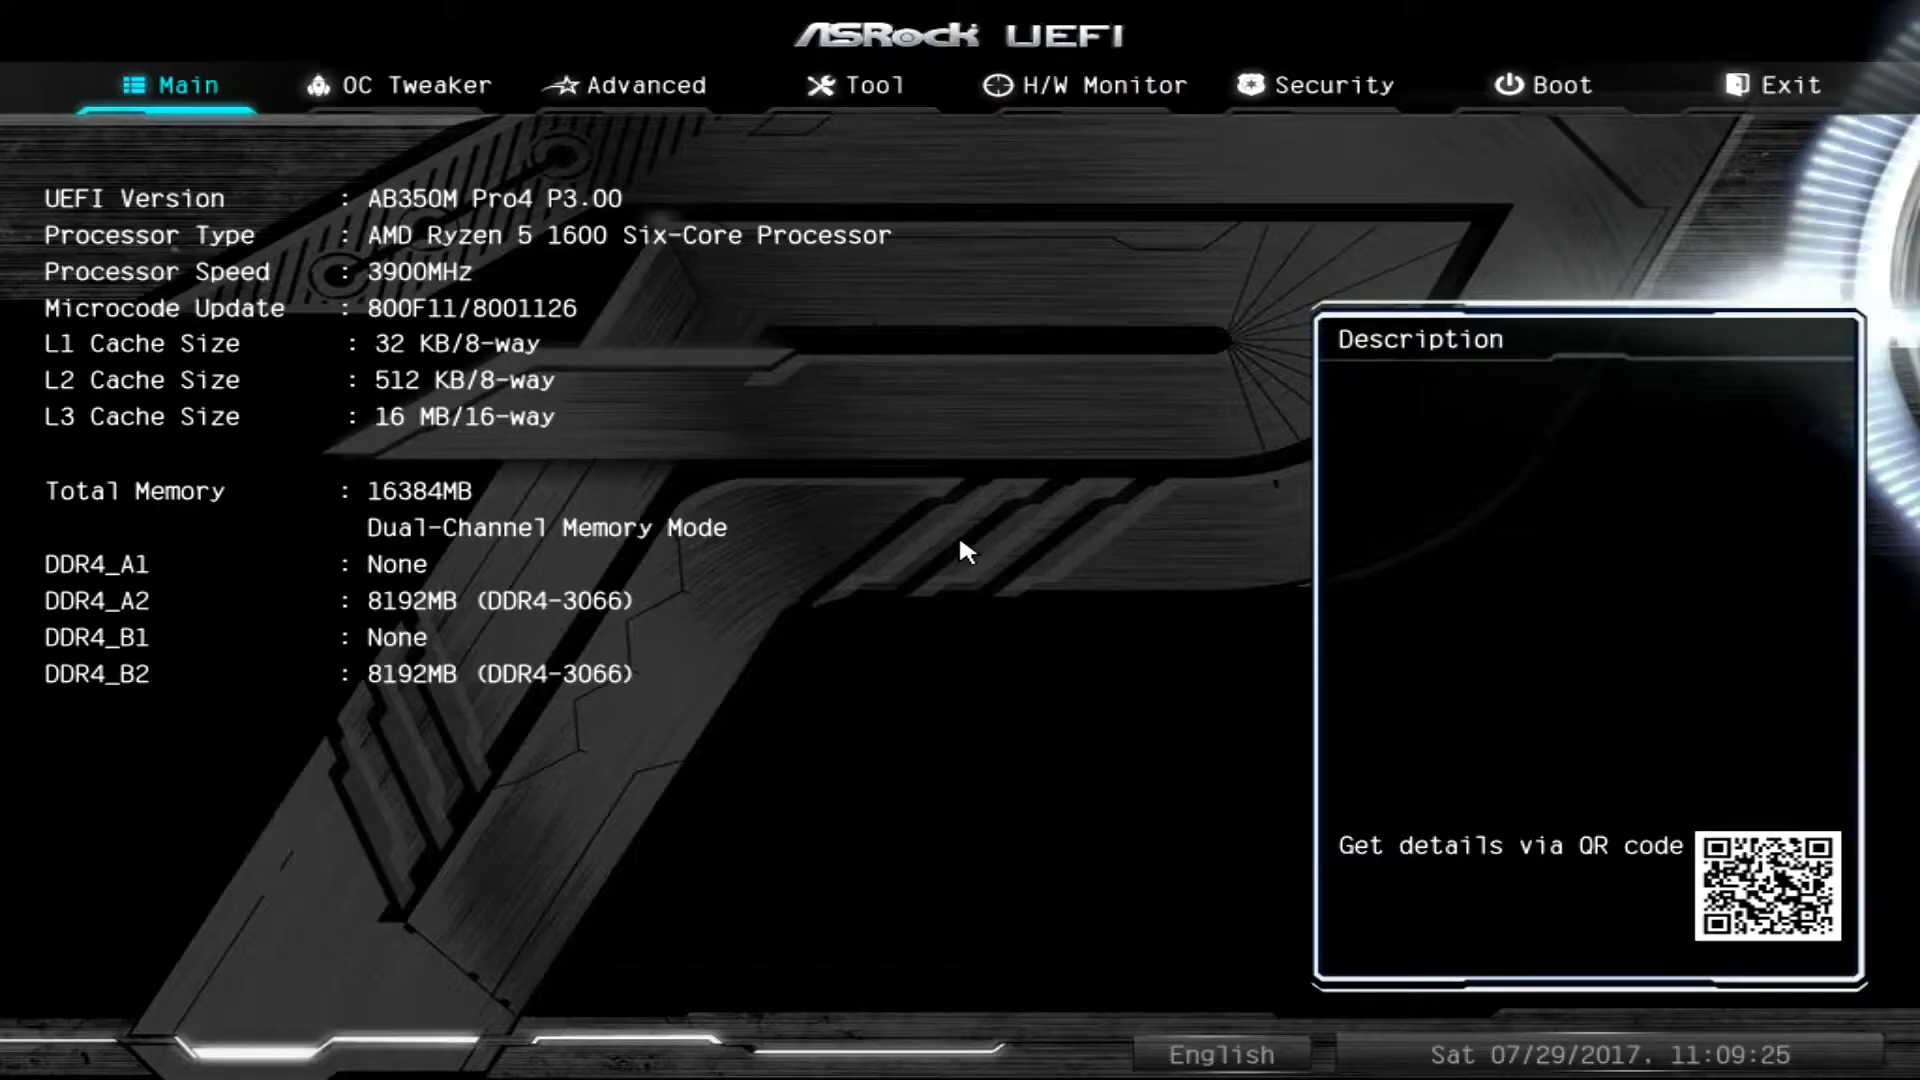 ASRock UEFI
Main OC Tweaker Advanced Tool H/W Monitor Security Boot Exit
UEFI Version : AB350M Pro4 P3.00
Processor Type : AMD Ryzen 5 1600 Six-Core Processor
Processor Speed : 3900MHz
Microcode Update : 800F11/8001126
L1 Cache Size : 32 KB/8-way
L2 Cache Size : 512 KB/8-way
L3 Cache Size : 16 MB/16-way
Total Memory : 16384MB
Dual-Channel Memory Mode
DDR4_A1 : None
DDR4_A2 : 8192MB (DDR4-3066)
DDR4_B1 : None
DDR4_B2 : 8192MB (DDR4-3066)
Description
Get details via QR code
English
Sat 07/29/2017, 11:09:25